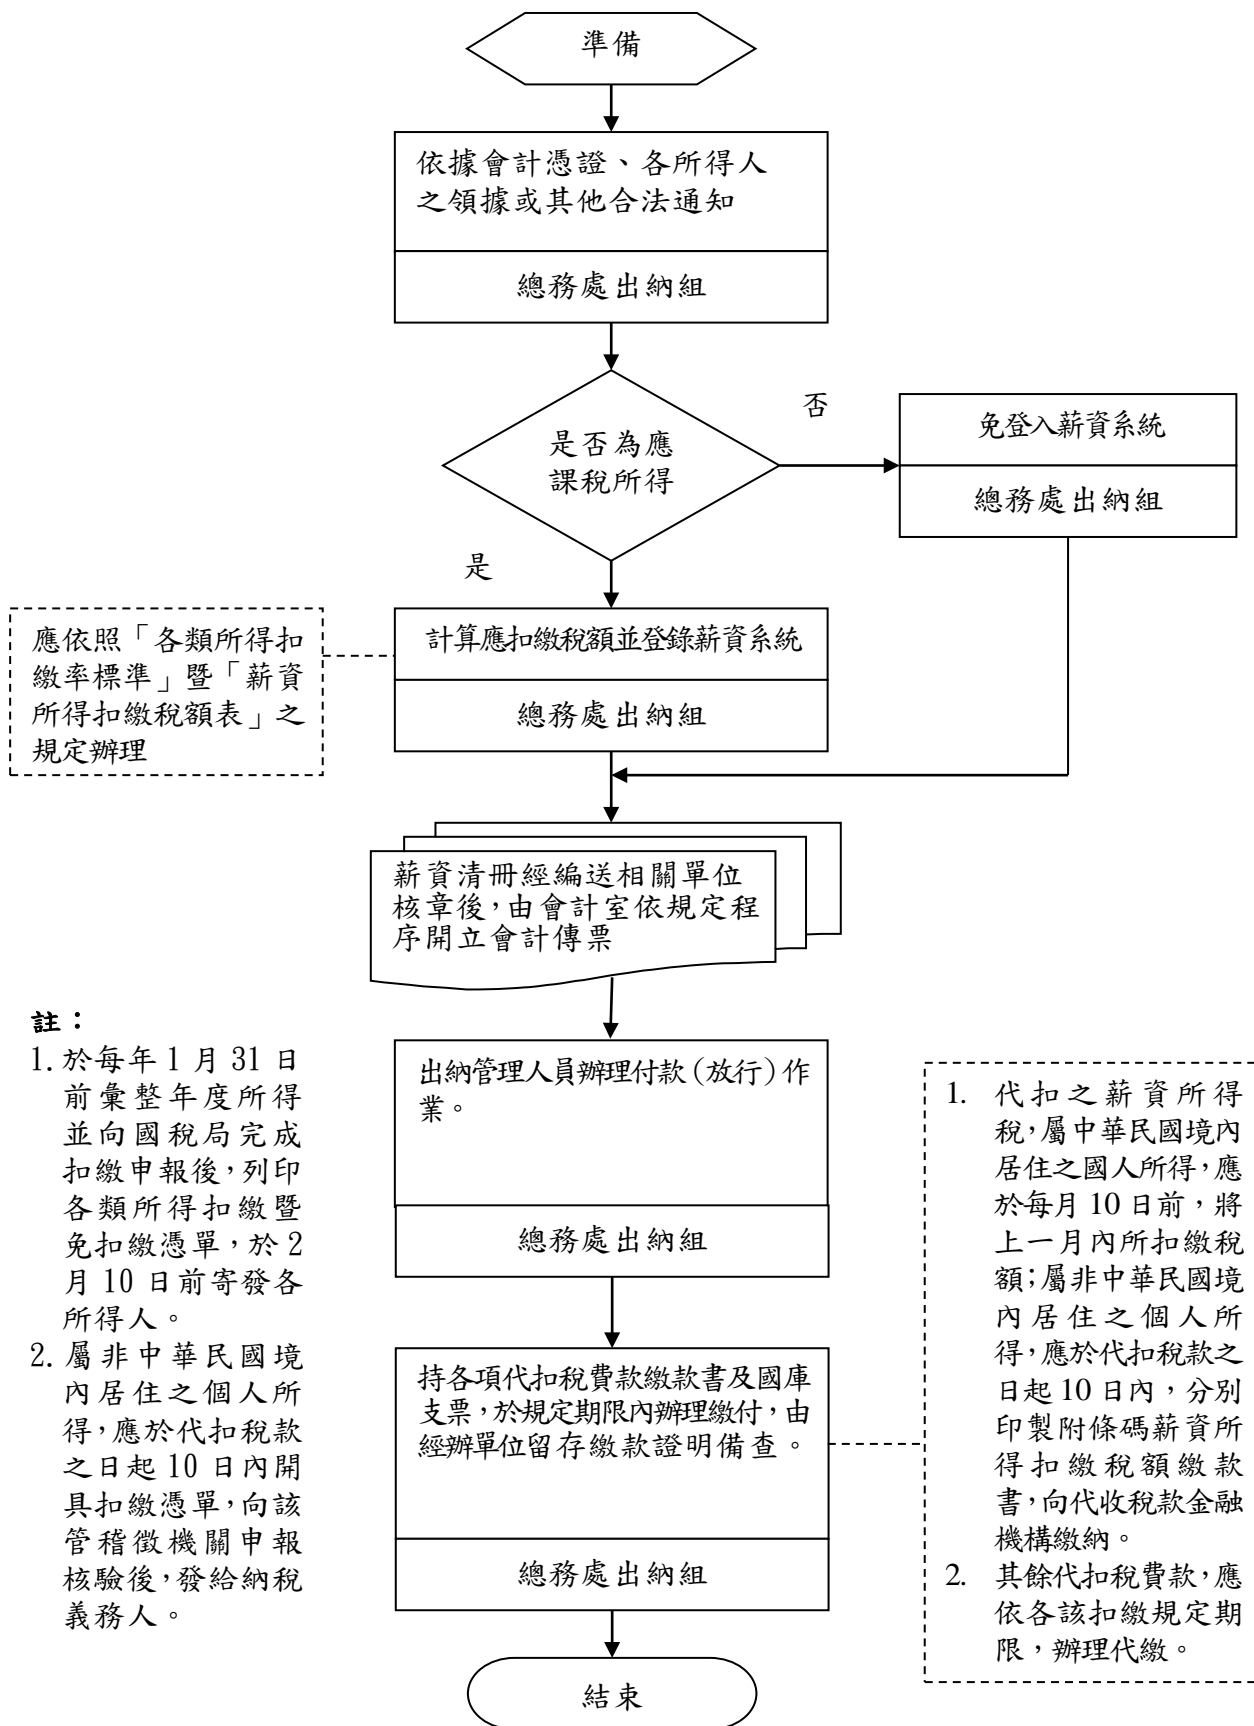 準備
依據會計憑證、各所得人
之領據或其他合法通知
總務處出納組
是否為應
課稅所得
否
免登入薪資系統
總務處出納組
是
應依照「各類所得扣
繳率標準」暨「薪資
所得扣繳稅額表」之
規定辦理
計算應扣繳稅額並登錄薪資系統
總務處出納組
薪資清冊經編送相關單位
核章後，由會計室依規定程
序開立會計傳票
註：
1. 於每年 1 月 31 日
前彙整年度所得
並向國稅局完成
扣繳申報後，列印
各類所得扣繳暨
免扣繳憑單，於 2
月 10 日前寄發各
所得人。
2. 屬非中華民國境
內居住之個人所
得，應於代扣稅款
之日起 10 日內開
具扣繳憑單，向該
管稽徵機關申報
核驗後，發給納稅
義務人。
出納管理人員辦理付款（放行）作
業。
總務處出納組
持各項代扣稅費款繳款書及國庫
支票，於規定期限內辦理繳付，由
經辦單位留存繳款證明備查。
總務處出納組
1. 代扣之薪資所得
稅，屬中華民國境內
居住之國人所得，應
於每月 10 日前，將
上一月內所扣繳稅
額；屬非中華民國境
內居住之個人所
得，應於代扣稅款之
日起 10 日內，分別
印製附條碼薪資所
得扣繳稅額繳款
書，向代收稅款金融
機構繳納。
2. 其餘代扣稅費款，應
依各該扣繳規定期
限，辦理代繳。
結束